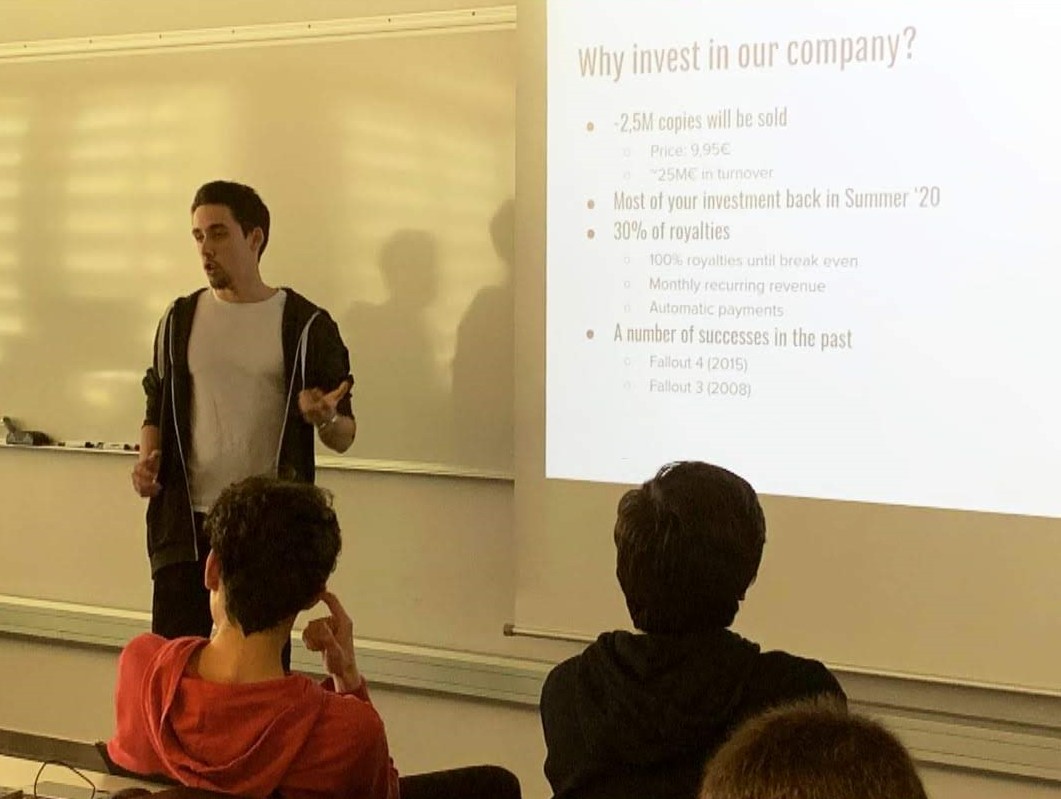 Why invest in our company?
~2,5M copies will be sold
Price: 9,95€
~25M€ in turnover
Most of your investment back in Summer '20
30% of royalties
100% royalties until break even
Monthly recurring revenue
Automatic payments
A number of successes in the past
Fallout 4 (2015)
Fallout 3 (2008)